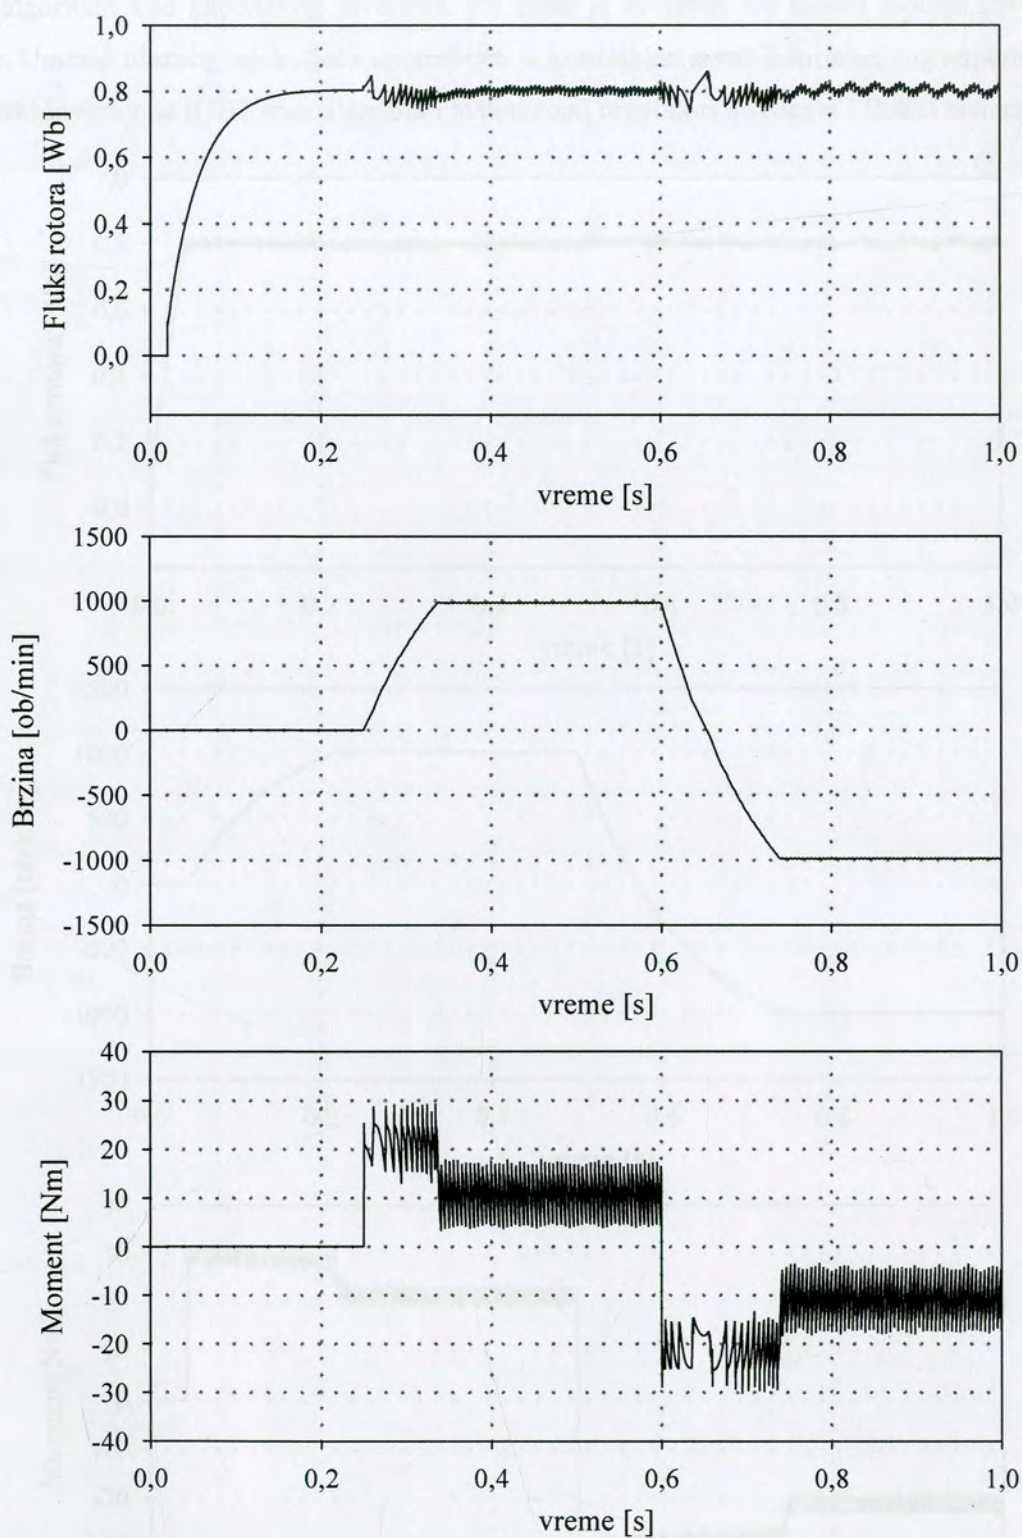 Fluks rotora [Wb]
1,0
0,8
0,6
0,4
0,2
0,0
0,0 0,2 0,4 0,6 0,8 1,0
vreme [s]
Brzina [ob/min]
1500
1000
500
0
-500
-1000
-1500
0,0 0,2 0,4 0,6 0,8 1,0
vreme [s]
Moment [Nm]
40
30
20
10
0
-10
-20
-30
-40
0,0 0,2 0,4 0,6 0,8 1,0
vreme [s]